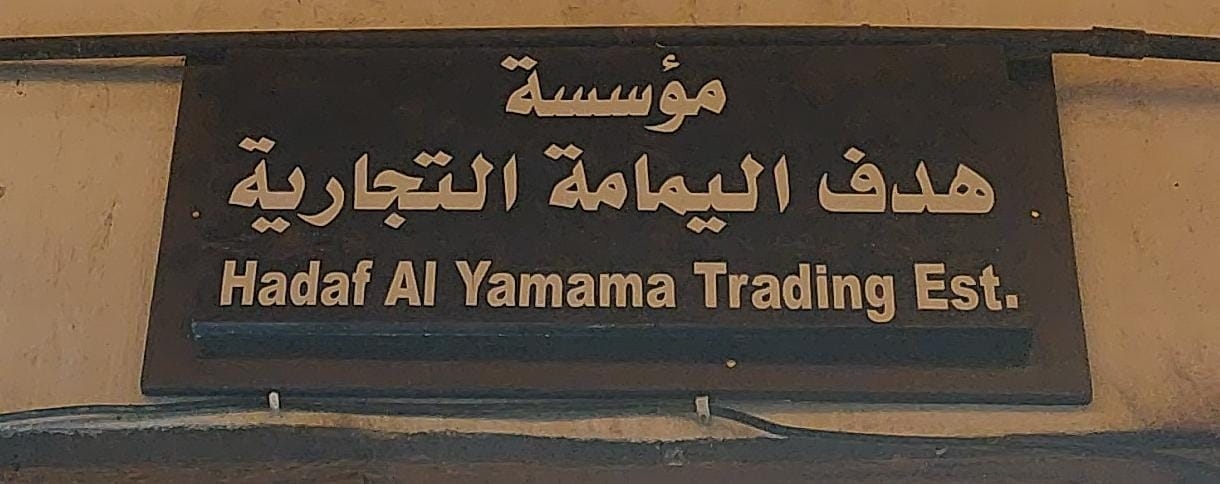 مؤسسة
هدف اليمامة التجارية
Hadaf Al Yamama Trading Est.